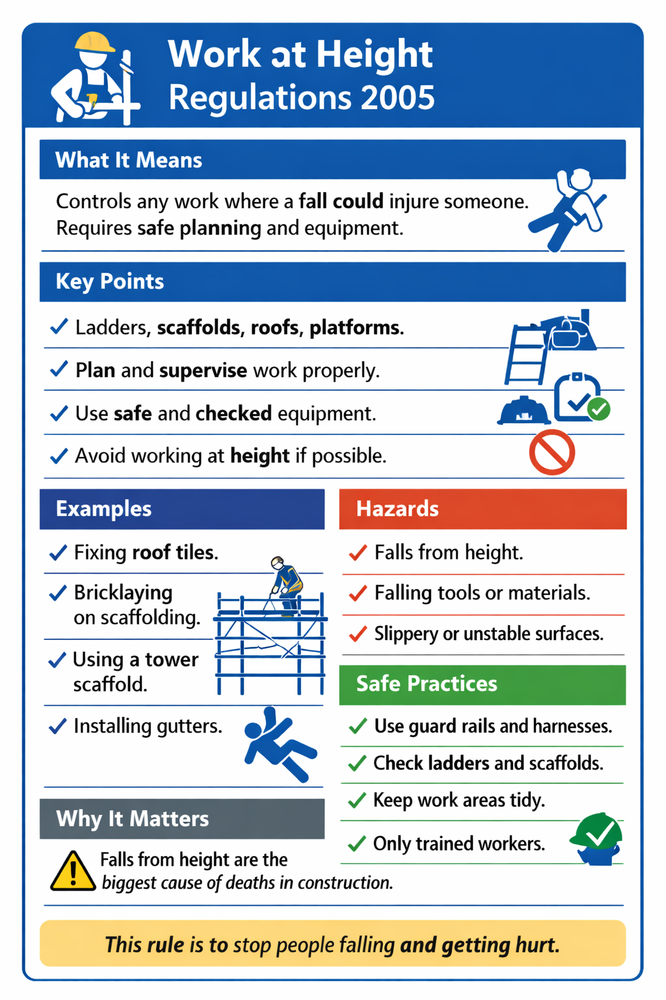 Work at Height
Regulations 2005
What It Means
Controls any work where a fall could injure someone.
Requires safe planning and equipment.
Key Points
Ladders, scaffolds, roofs, platforms.
Plan and supervise work properly.
Use safe and checked equipment.
Avoid working at height if possible.
Examples
Fixing roof tiles.
Bricklaying
on scaffolding.
Using a tower
scaffold.
Installing gutters.
Hazards
Falls from height.
Falling tools or materials.
Slippery or unstable surfaces.
Safe Practices
Use guard rails and harnesses.
Check ladders and scaffolds.
Keep work areas tidy.
Only trained workers.
Why It Matters
Falls from height are the
biggest cause of deaths in construction.
This rule is to stop people falling and getting hurt.